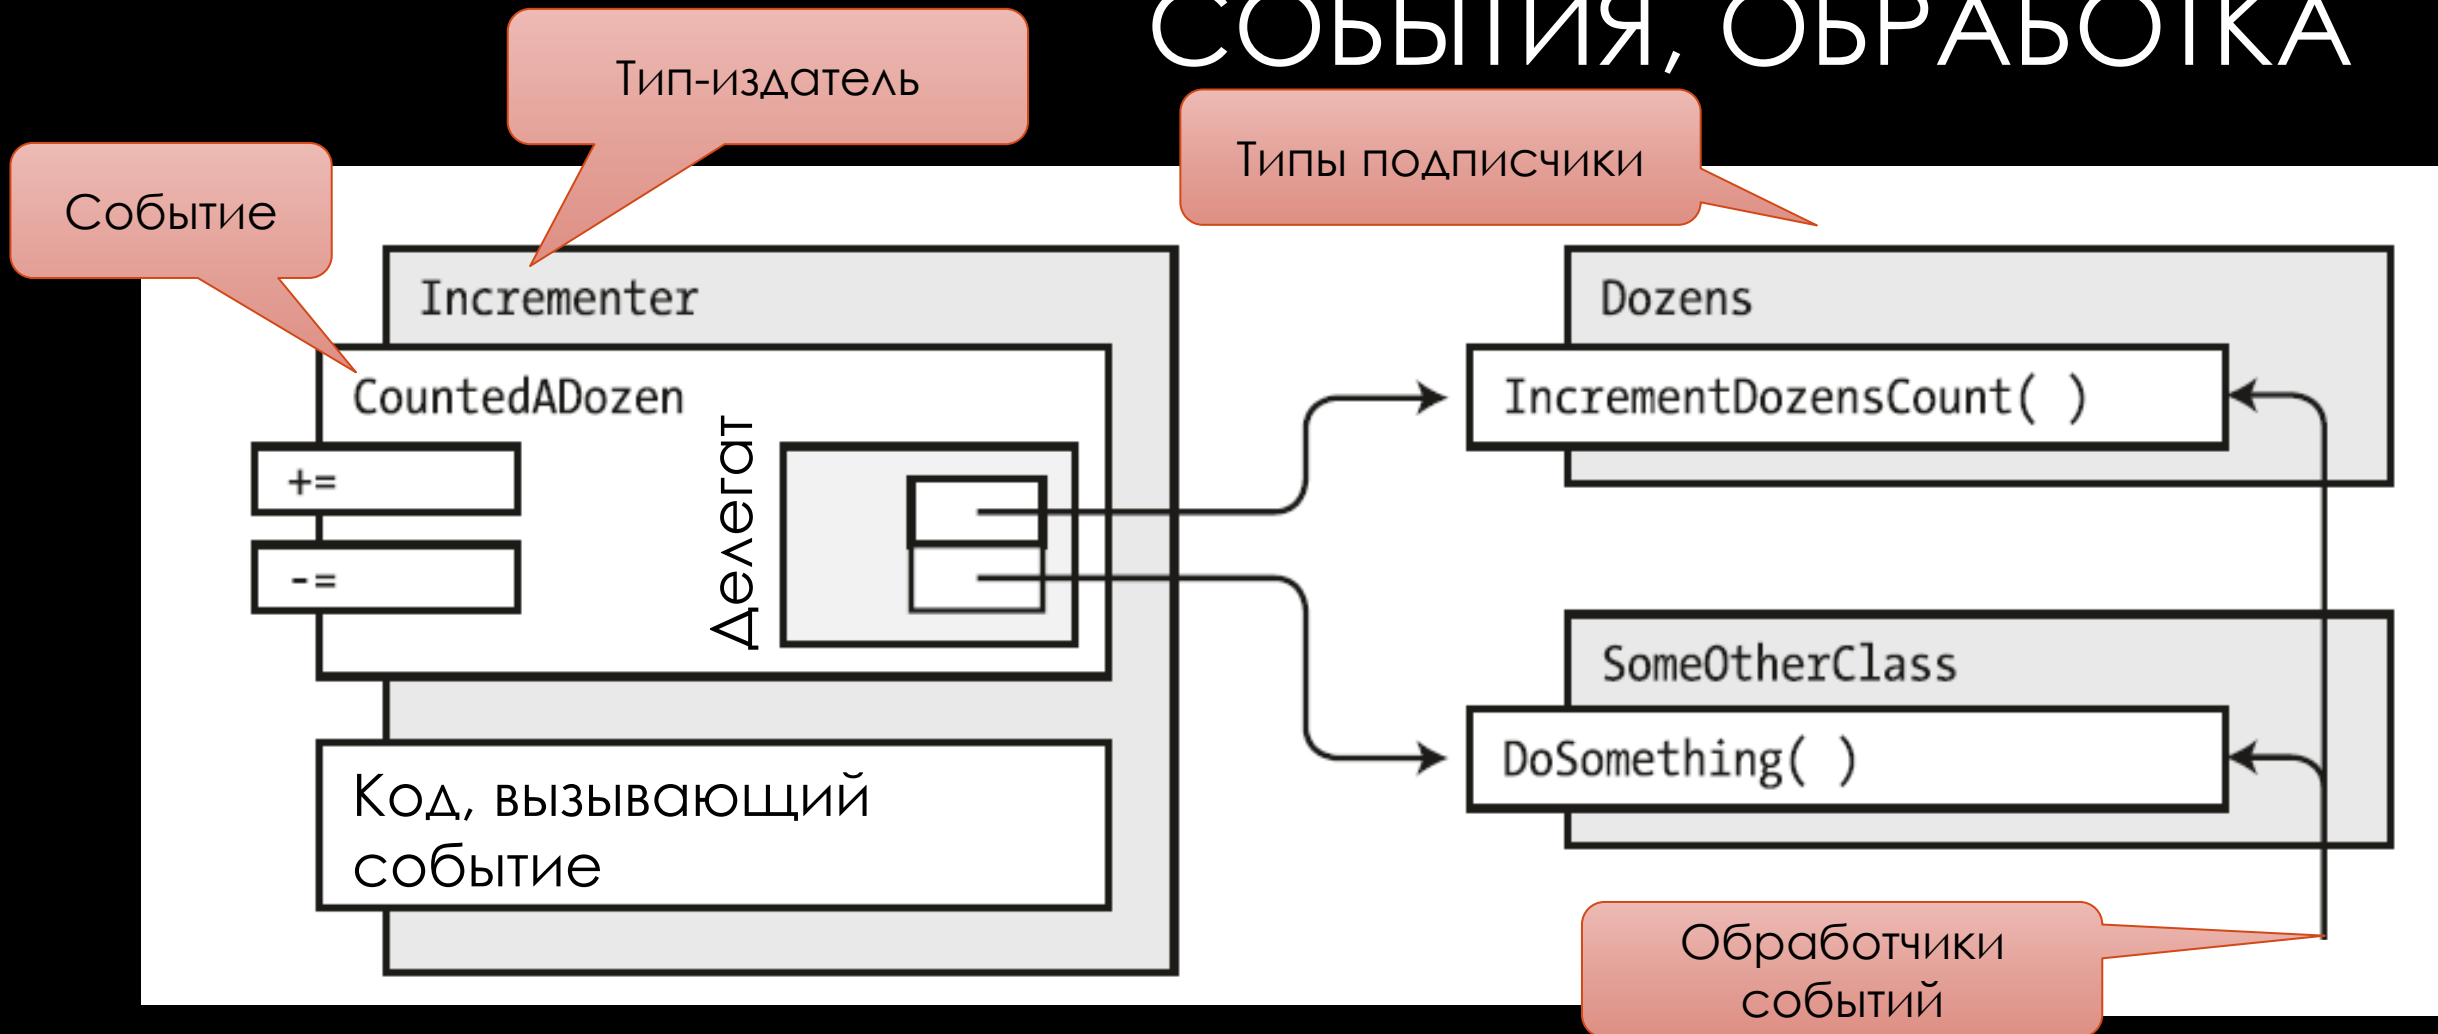 СОБЫТИЯ, ОБРАБОТКА
Тип-издатель
Типы подписчики
Событие
Incrementer
CountedADozen
+=
-=
Делегат
Код, вызывающий
событие
Dozens
IncrementDozensCount( )
SomeOtherClass
DoSomething( )
Обработчики
событий